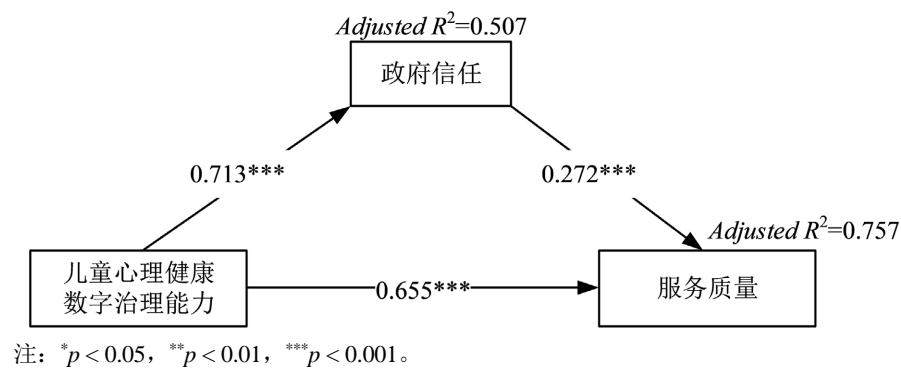 Adjusted R²=0.507
政府信任
0.713***
0.272***
Adjusted R²=0.757
儿童心理健康
数字治理能力
0.655***
服务质量
注：*p < 0.05，**p < 0.01，***p < 0.001。